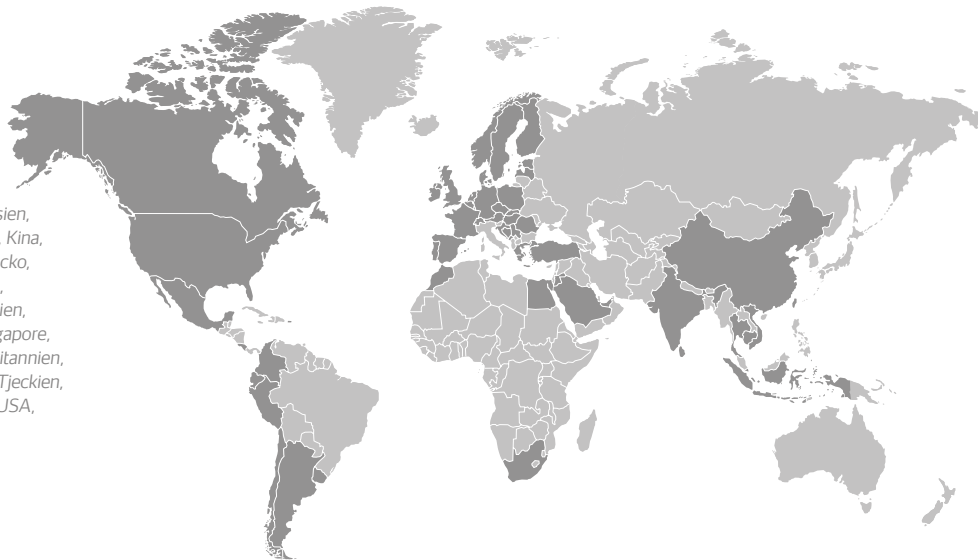 sien,
Kina,
cko,
,
ien,
gapore,
itannien,
Tjeckien,
USA,